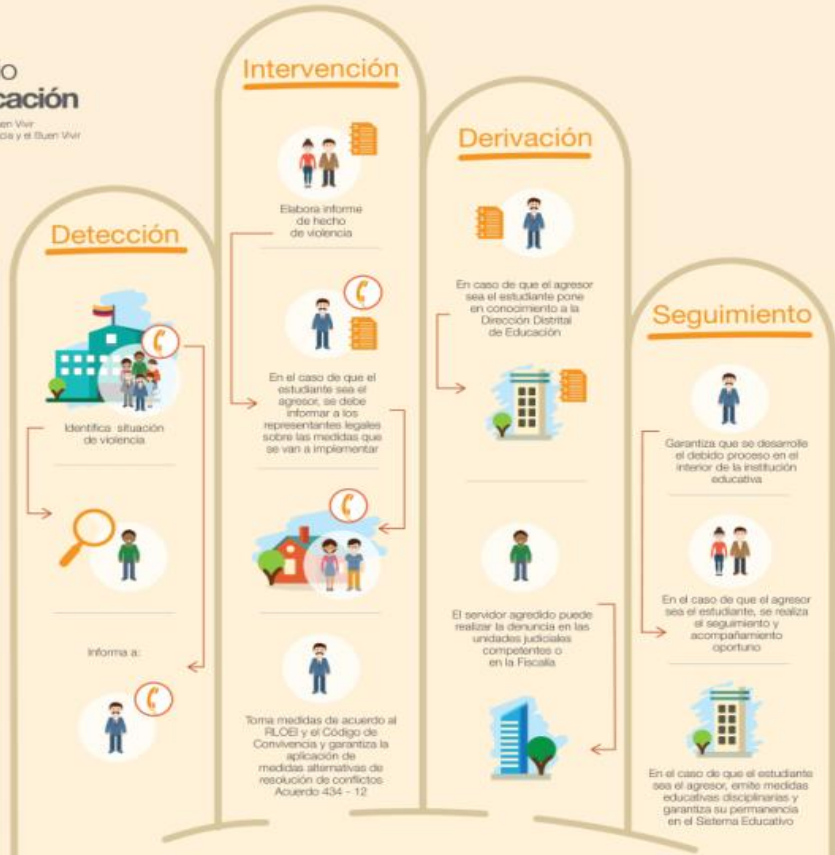 io
cación
en Vivir
cia y el Buen Vivir
Detección
Identifica situación
de violencia
Informa a:
Intervención
Elabora informe
de hecho
de violencia
En el caso de que el
estudiante sea el
agresor, se debe
informar a los
representantes legales
sobre las medidas que
se van a implementar
Toma medidas de acuerdo al
RLOEI y el Código de
Convivencia y garantiza la
aplicación de
medidas alternativas de
resolución de conflictos
Acuerdo 434 - 12
Derivación
En caso de que el agresor
sea el estudiante pone
en conocimiento a la
Dirección Distrital
de Educación
El servidor agredido puede
realizar la denuncia en las
unidades judiciales
competentes o
en la Fiscalía
Seguimiento
Garantiza que se desarrolle
el debido proceso en el
interior de la institución
educativa
En el caso de que el agresor
sea el estudiante, se realiza
el seguimiento y
acompañamiento
oportuno
En el caso de que el estudiante
sea el agresor, emite medidas
educativas disciplinarias y
garantiza su permanencia
en el Sistema Educativo